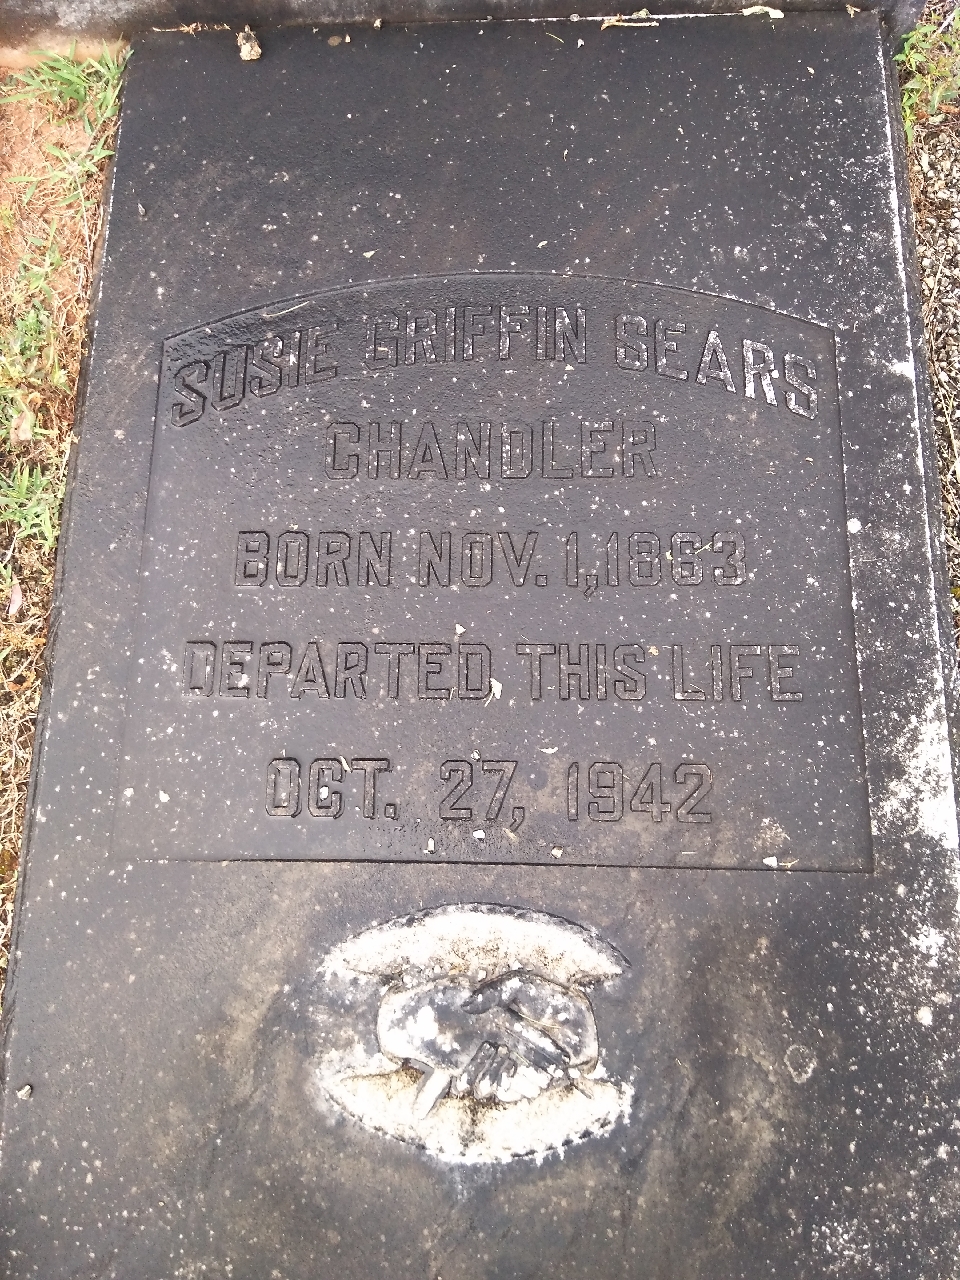 SUSIE GRIFFIN SEARS
CHANDLER
BORN NOV. 1, 1863
DEPARTED THIS LIFE
OCT. 27, 1942